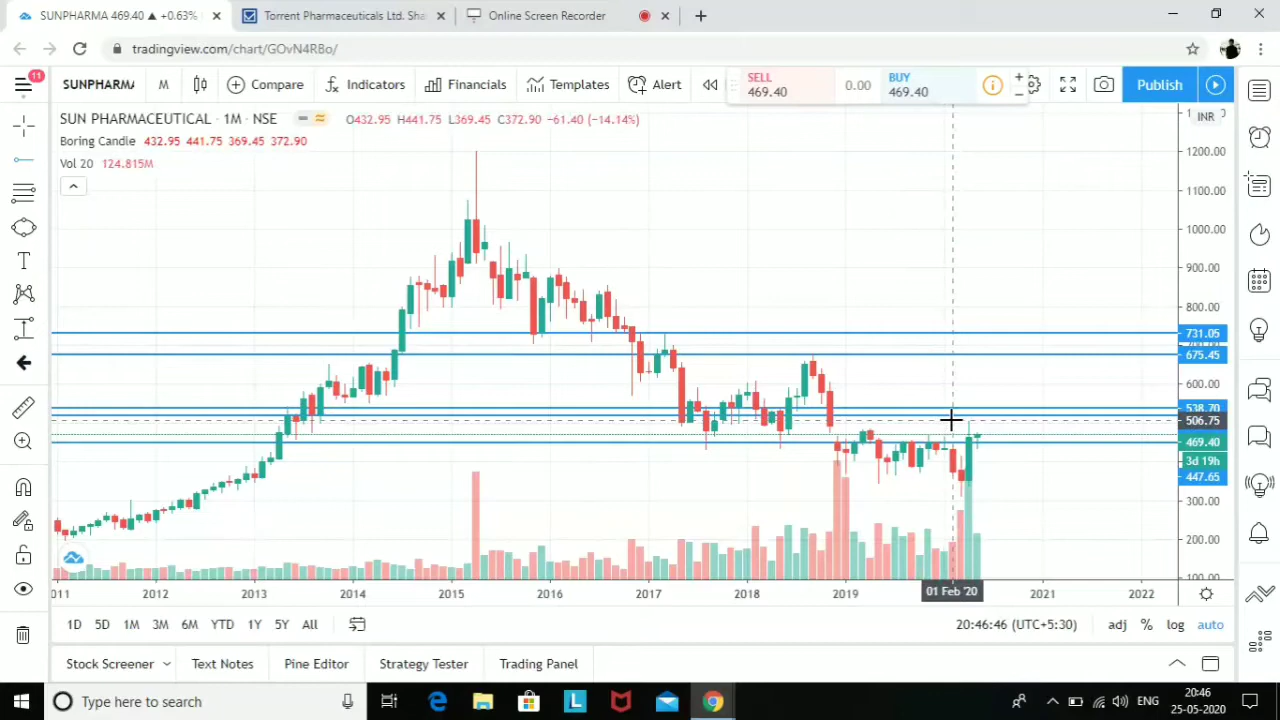 SUNPHARMA 469.40 ▲ +0.63%
Torrent Pharmaceuticals Ltd. Sha
Online Screen Recorder
tradingview.com/chart/GOvN4R8o/
11
SUNPHARMA
M
Compare
Indicators
Financials
Templates
Alert
SELL
469.40
0.00
BUY
469.40
Publish
SUN PHARMACEUTICAL · 1M · NSE
O432.95 H441.75 L369.45 C372.90 −61.40 (−14.14%)
INR
Boring Candle 432.95 441.75 369.45 372.90
Vol 20 124.815M
1200.00
1100.00
1000.00
900.00
800.00
731.05
675.45
600.00
538.70
506.75
469.40
3d 19h
447.65
300.00
200.00
100.00
2011 2012 2013 2014 2015 2016 2017 2018 2019 01 Feb '20 2021 2022
1D 5D 1M 3M 6M YTD 1Y 5Y All
20:46:46 (UTC+5:30)
adj % log auto
Stock Screener
Text Notes
Pine Editor
Strategy Tester
Trading Panel
Type here to search
ENG
20:46
25-05-2020